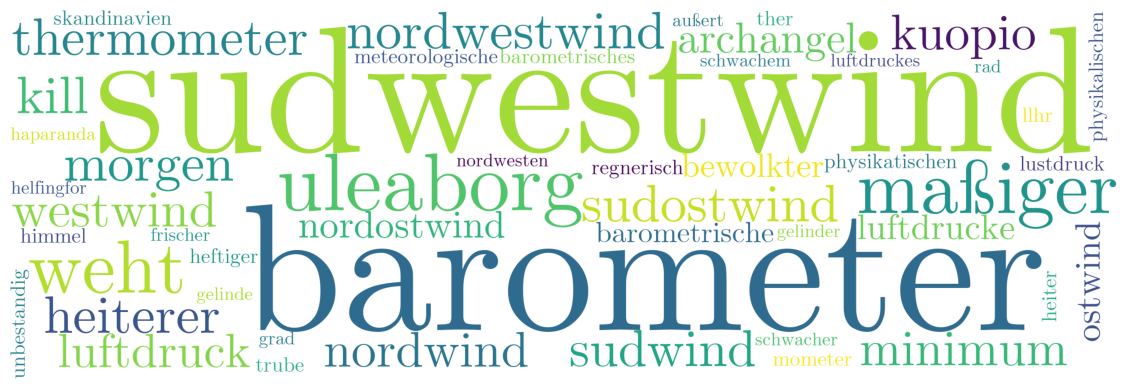 skandinavien
thermometer
nordwestwind
außert
ther
archangel
kuopio
meteorologische
barometrisches
schwachem
luftdruckes
rad
physikalischen
kill
sudwestwind
llhr
haparanda
morgen
nordwesten
regnerisch
bewolkter
physikatischen
lustdruck
helfingfor
uleaborg
maßiger
westwind
nordostwind
sudostwind
himmel
frischer
barometrische
gelinder
luftdrucke
weht
heftiger
barometer
ostwind
unbestandig
gelinde
heiter
heiterer
luftdruck
grad
trube
nordwind
sudwind
schwacher
mometer
minimum